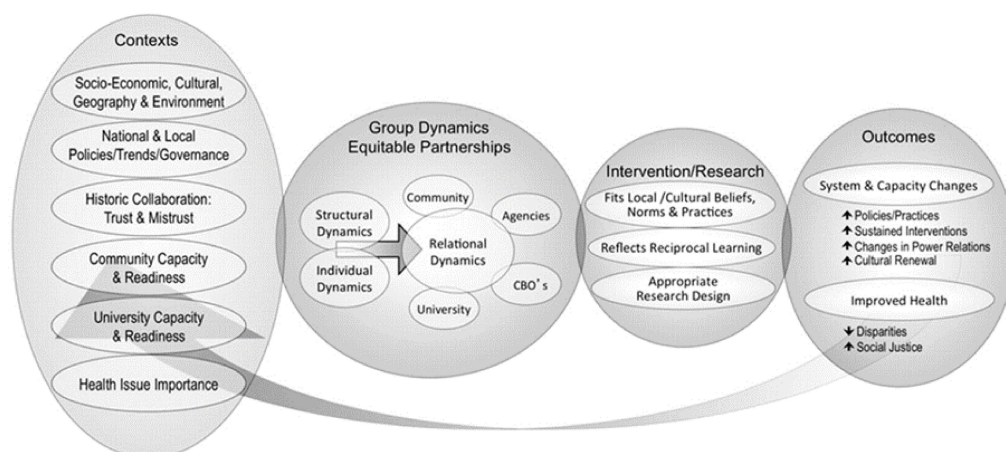 Contexts
Socio-Economic, Cultural,
Geography & Environment
National & Local
Policies/Trends/Governance
Historic Collaboration:
Trust & Mistrust
Community Capacity
& Readiness
University Capacity
& Readiness
Health Issue Importance
Group Dynamics
Equitable Partnerships
Structural
Dynamics
Individual Dynamics
Community
Agencies
Relational
Dynamics
CBO's
University
Intervention/Research
Fits Local /Cultural Beliefs,
Norms & Practices
Reflects Reciprocal Learning
Appropriate
Research Design
Outcomes
System & Capacity Changes
↑ Policies/Practices
↑ Sustained Interventions
↑ Changes in Power Relations
↑ Cultural Renewal
Improved Health
↓ Disparities
↑ Social Justice